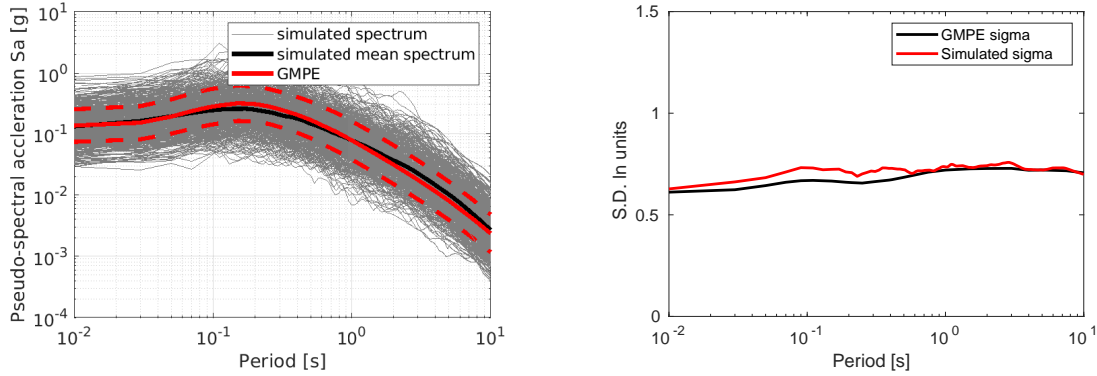 Pseudo-spectral accleration Sa [g]
10^1
10^0
10^-1
10^-2
10^-3
10^-4
simulated spectrum
simulated mean spectrum
GMPE
10^-2
10^-1
10^0
10^1
Period [s]
S.D. ln units
1.5
1
0.5
0
GMPE sigma
Simulated sigma
10^-2
10^-1
10^0
10^1
Period [s]